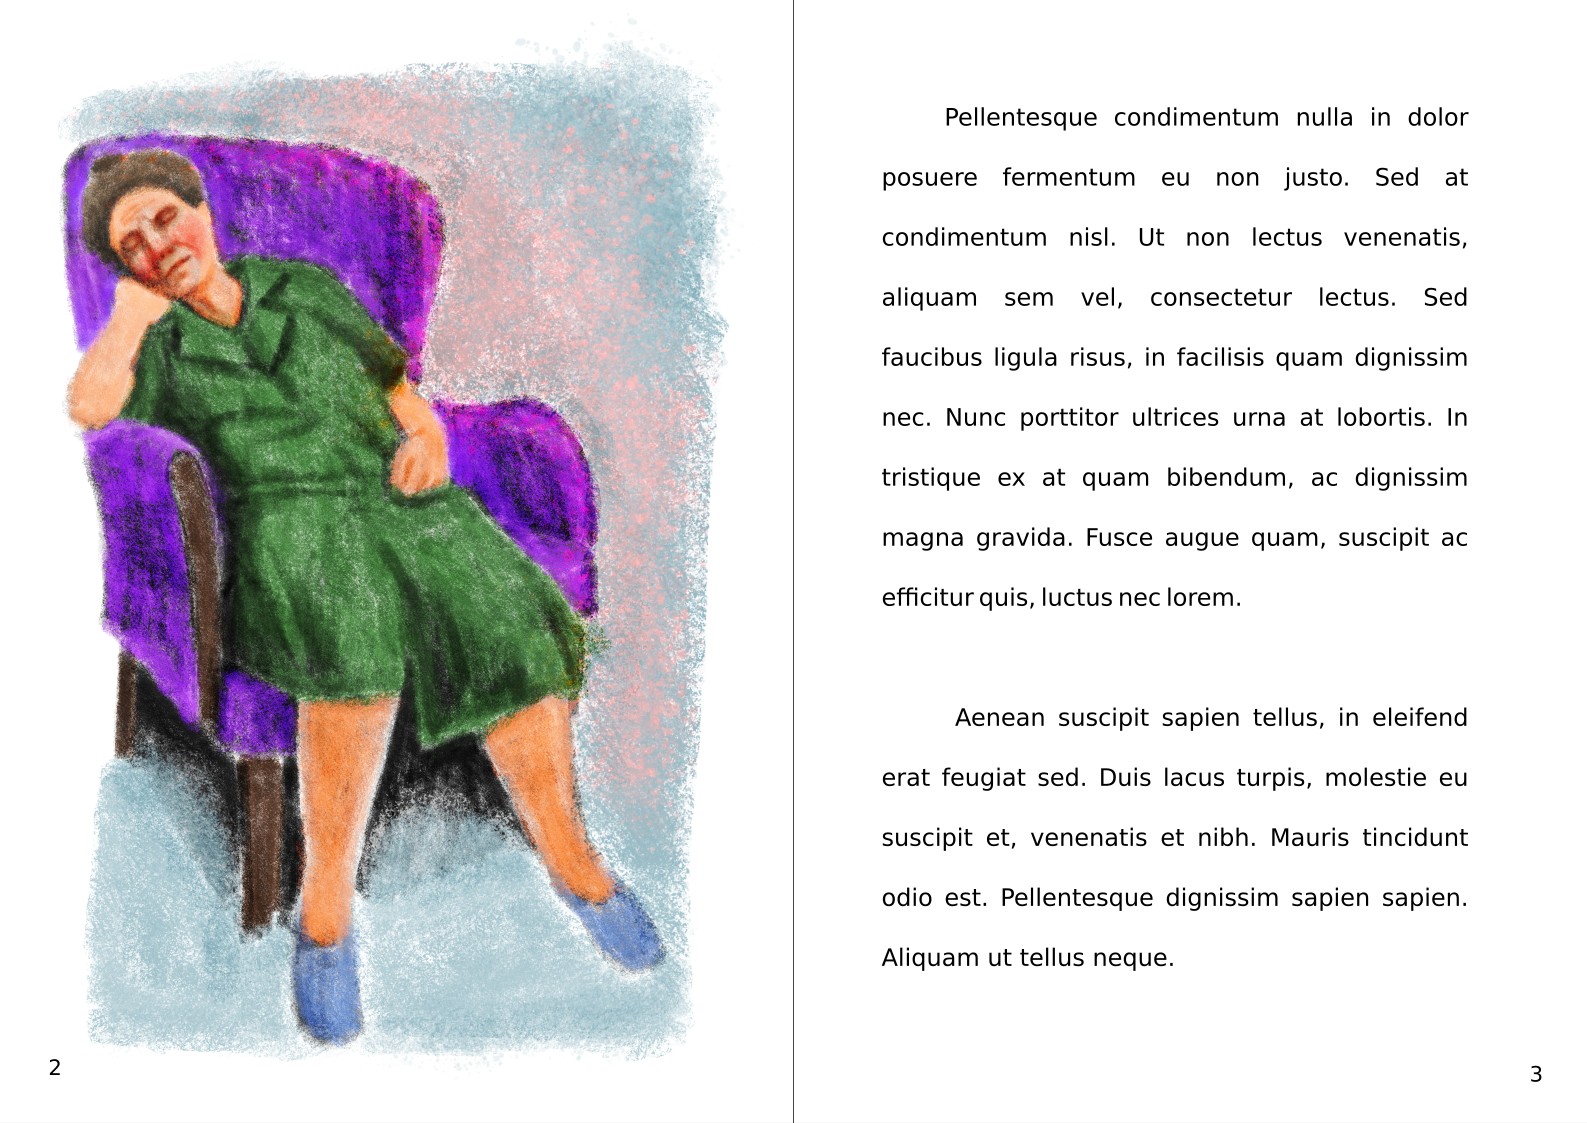 2
Pellentesque condimentum nulla in dolor
posuere fermentum eu non justo. Sed at
condimentum nisl. Ut non lectus venenatis,
aliquam sem vel, consectetur lectus. Sed
faucibus ligula risus, in facilisis quam dignissim
nec. Nunc porttitor ultrices urna at lobortis. In
tristique ex at quam bibendum, ac dignissim
magna gravida. Fusce augue quam, suscipit ac
efficitur quis, luctus nec lorem.
Aenean suscipit sapien tellus, in eleifend
erat feugiat sed. Duis lacus turpis, molestie eu
suscipit et, venenatis et nibh. Mauris tincidunt
odio est. Pellentesque dignissim sapien sapien.
Aliquam ut tellus neque.
3